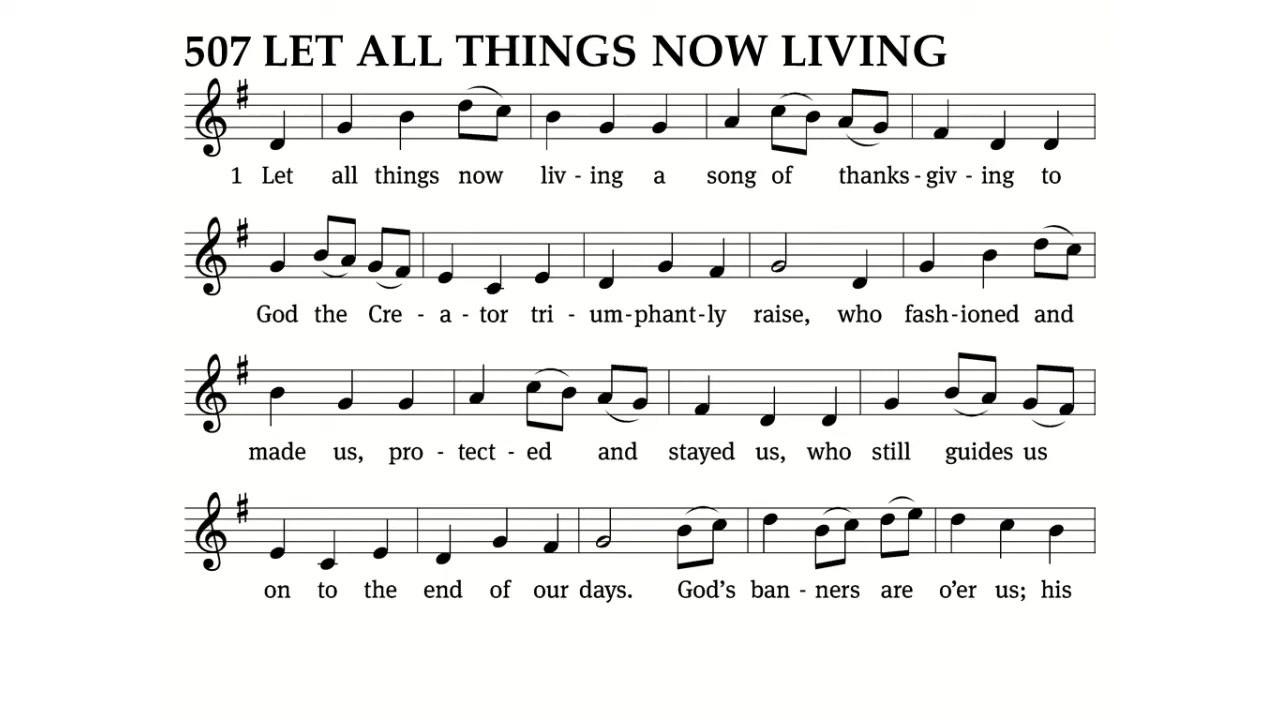 507 LET ALL THINGS NOW LIVING
1 Let all things now liv - ing a song of thanks - giv - ing to
God the Cre - a - tor tri - um - phant - ly raise, who fash - ioned and
made us, pro - tect - ed and stayed us, who still guides us
on to the end of our days. God's ban - ners are o'er us; his